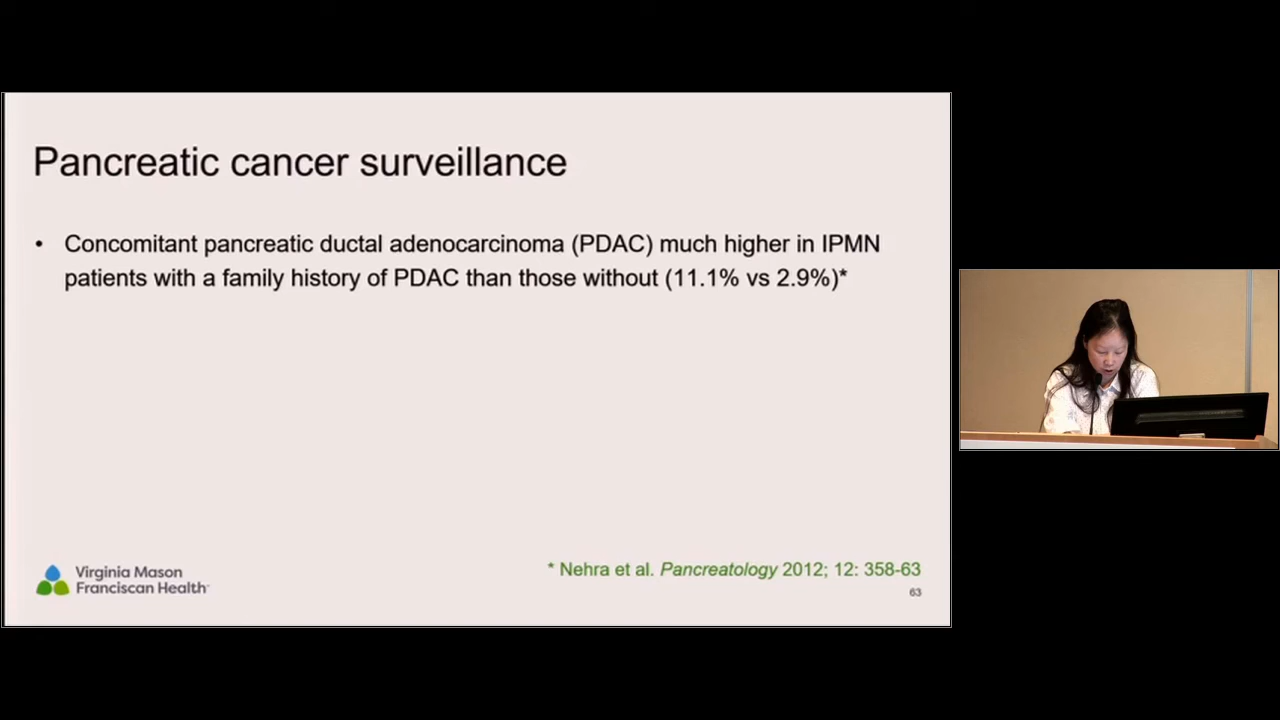 Pancreatic cancer surveillance
• Concomitant pancreatic ductal adenocarcinoma (PDAC) much higher in IPMN
patients with a family history of PDAC than those without (11.1% vs 2.9%)*
Virginia Mason
Franciscan Health
* Nehra et al. Pancreatology 2012; 12: 358-63
63